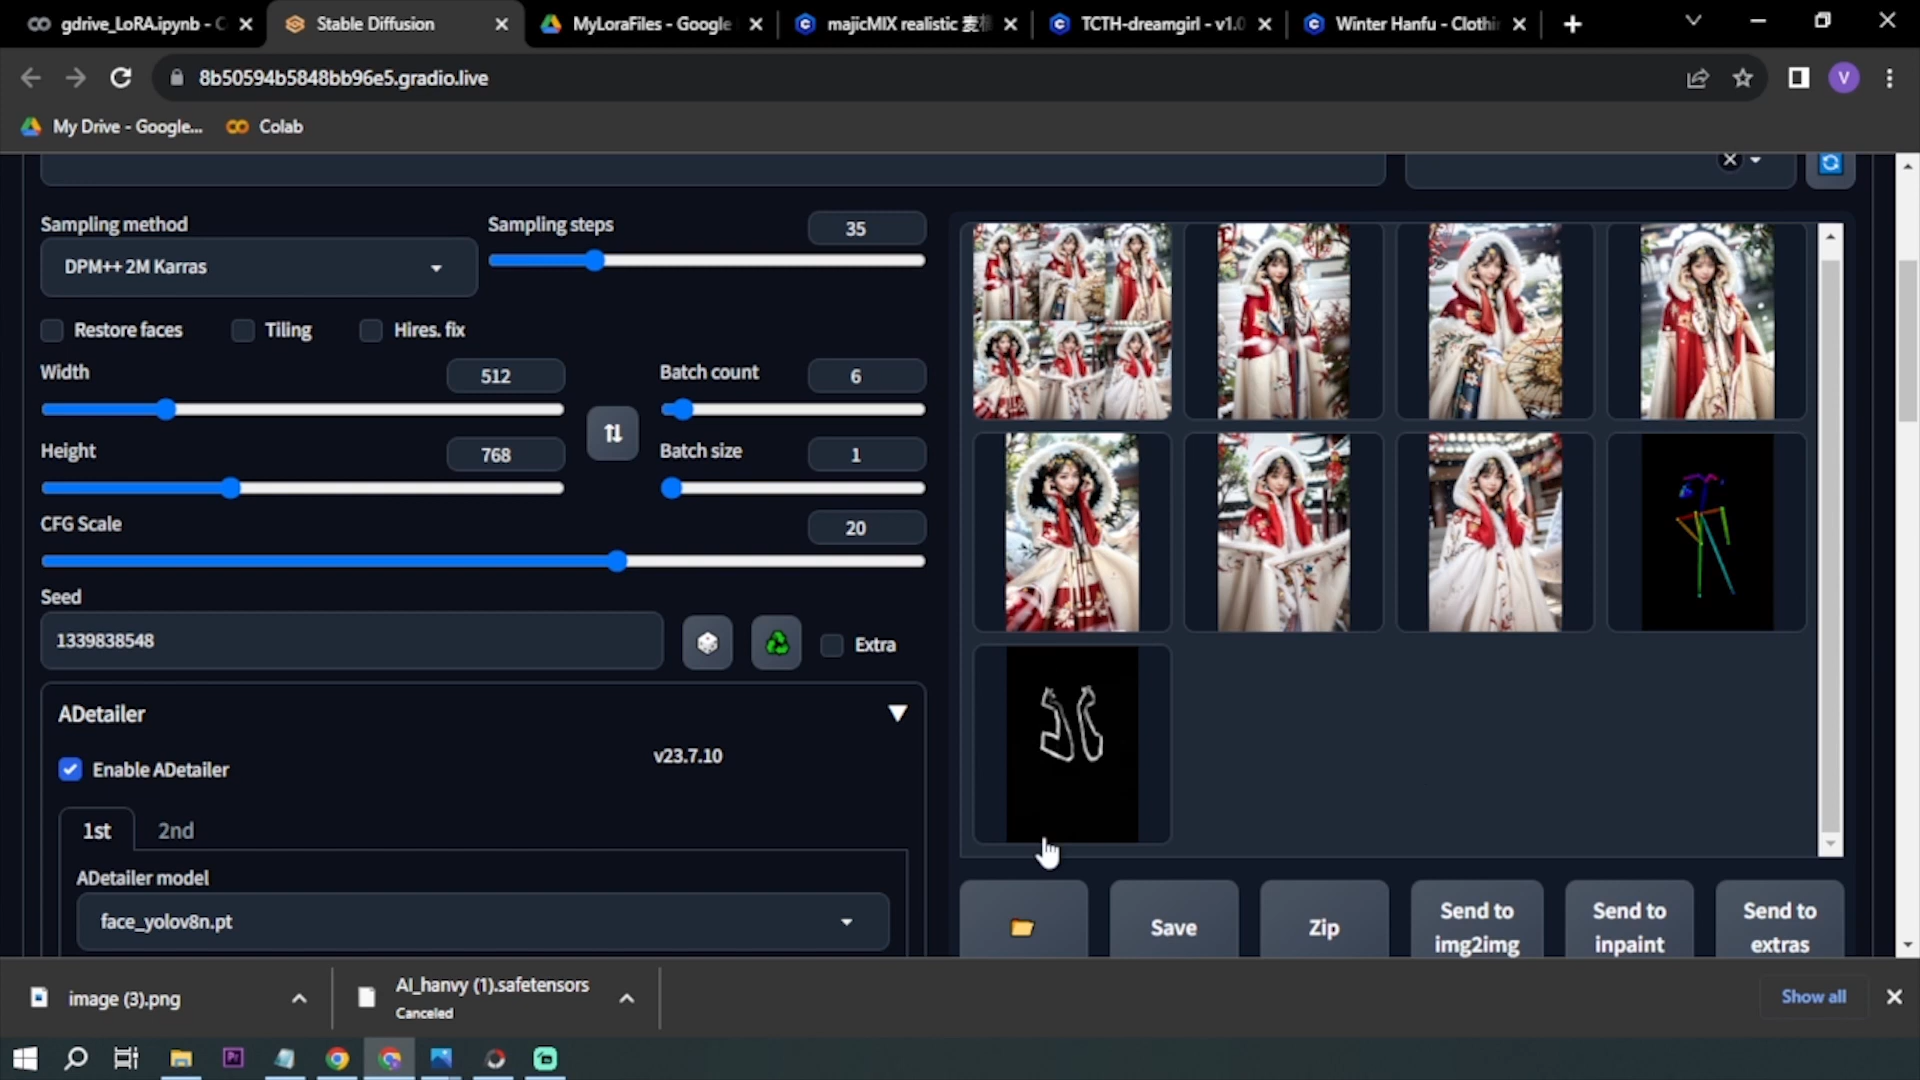 gdrive_LoRA.ipynb - C
Stable Diffusion
MyLoraFiles - Google
majicMIX realistic 麦橘
TCTH-dreamgirl - v1.0
Winter Hanfu - Clothin
8b50594b5848bb96e5.gradio.live
V
My Drive - Google...
Colab
Sampling method
Sampling steps
35
DPM++ 2M Karras
Restore faces
Tiling
Hires. fix
Width
512
Batch count
6
Height
768
Batch size
1
CFG Scale
20
Seed
1339838548
Extra
ADetailer
Enable ADetailer
v23.7.10
1st
2nd
ADetailer model
face_yolov8n.pt
Save
Zip
Send to
img2img
Send to
inpaint
Send to
extras
image (3).png
AI_hanvy (1).safetensors
Canceled
Show all
Pr